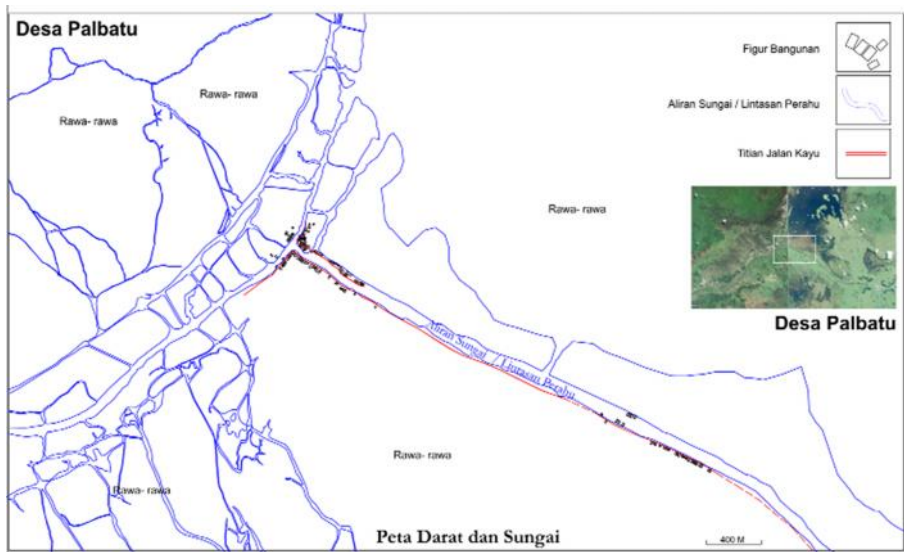 Desa Palbatu
Figur Bangunan
Rawa- rawa
Aliran Sungai / Lintasan Perahu
Rawa- rawa
Titian Jalan Kayu
Rawa- rawa
Desa Palbatu
Aliran Sungai / Lintasan Perahu
Rawa- rawa
Rawa- rawa
Peta Darat dan Sungai
400 M